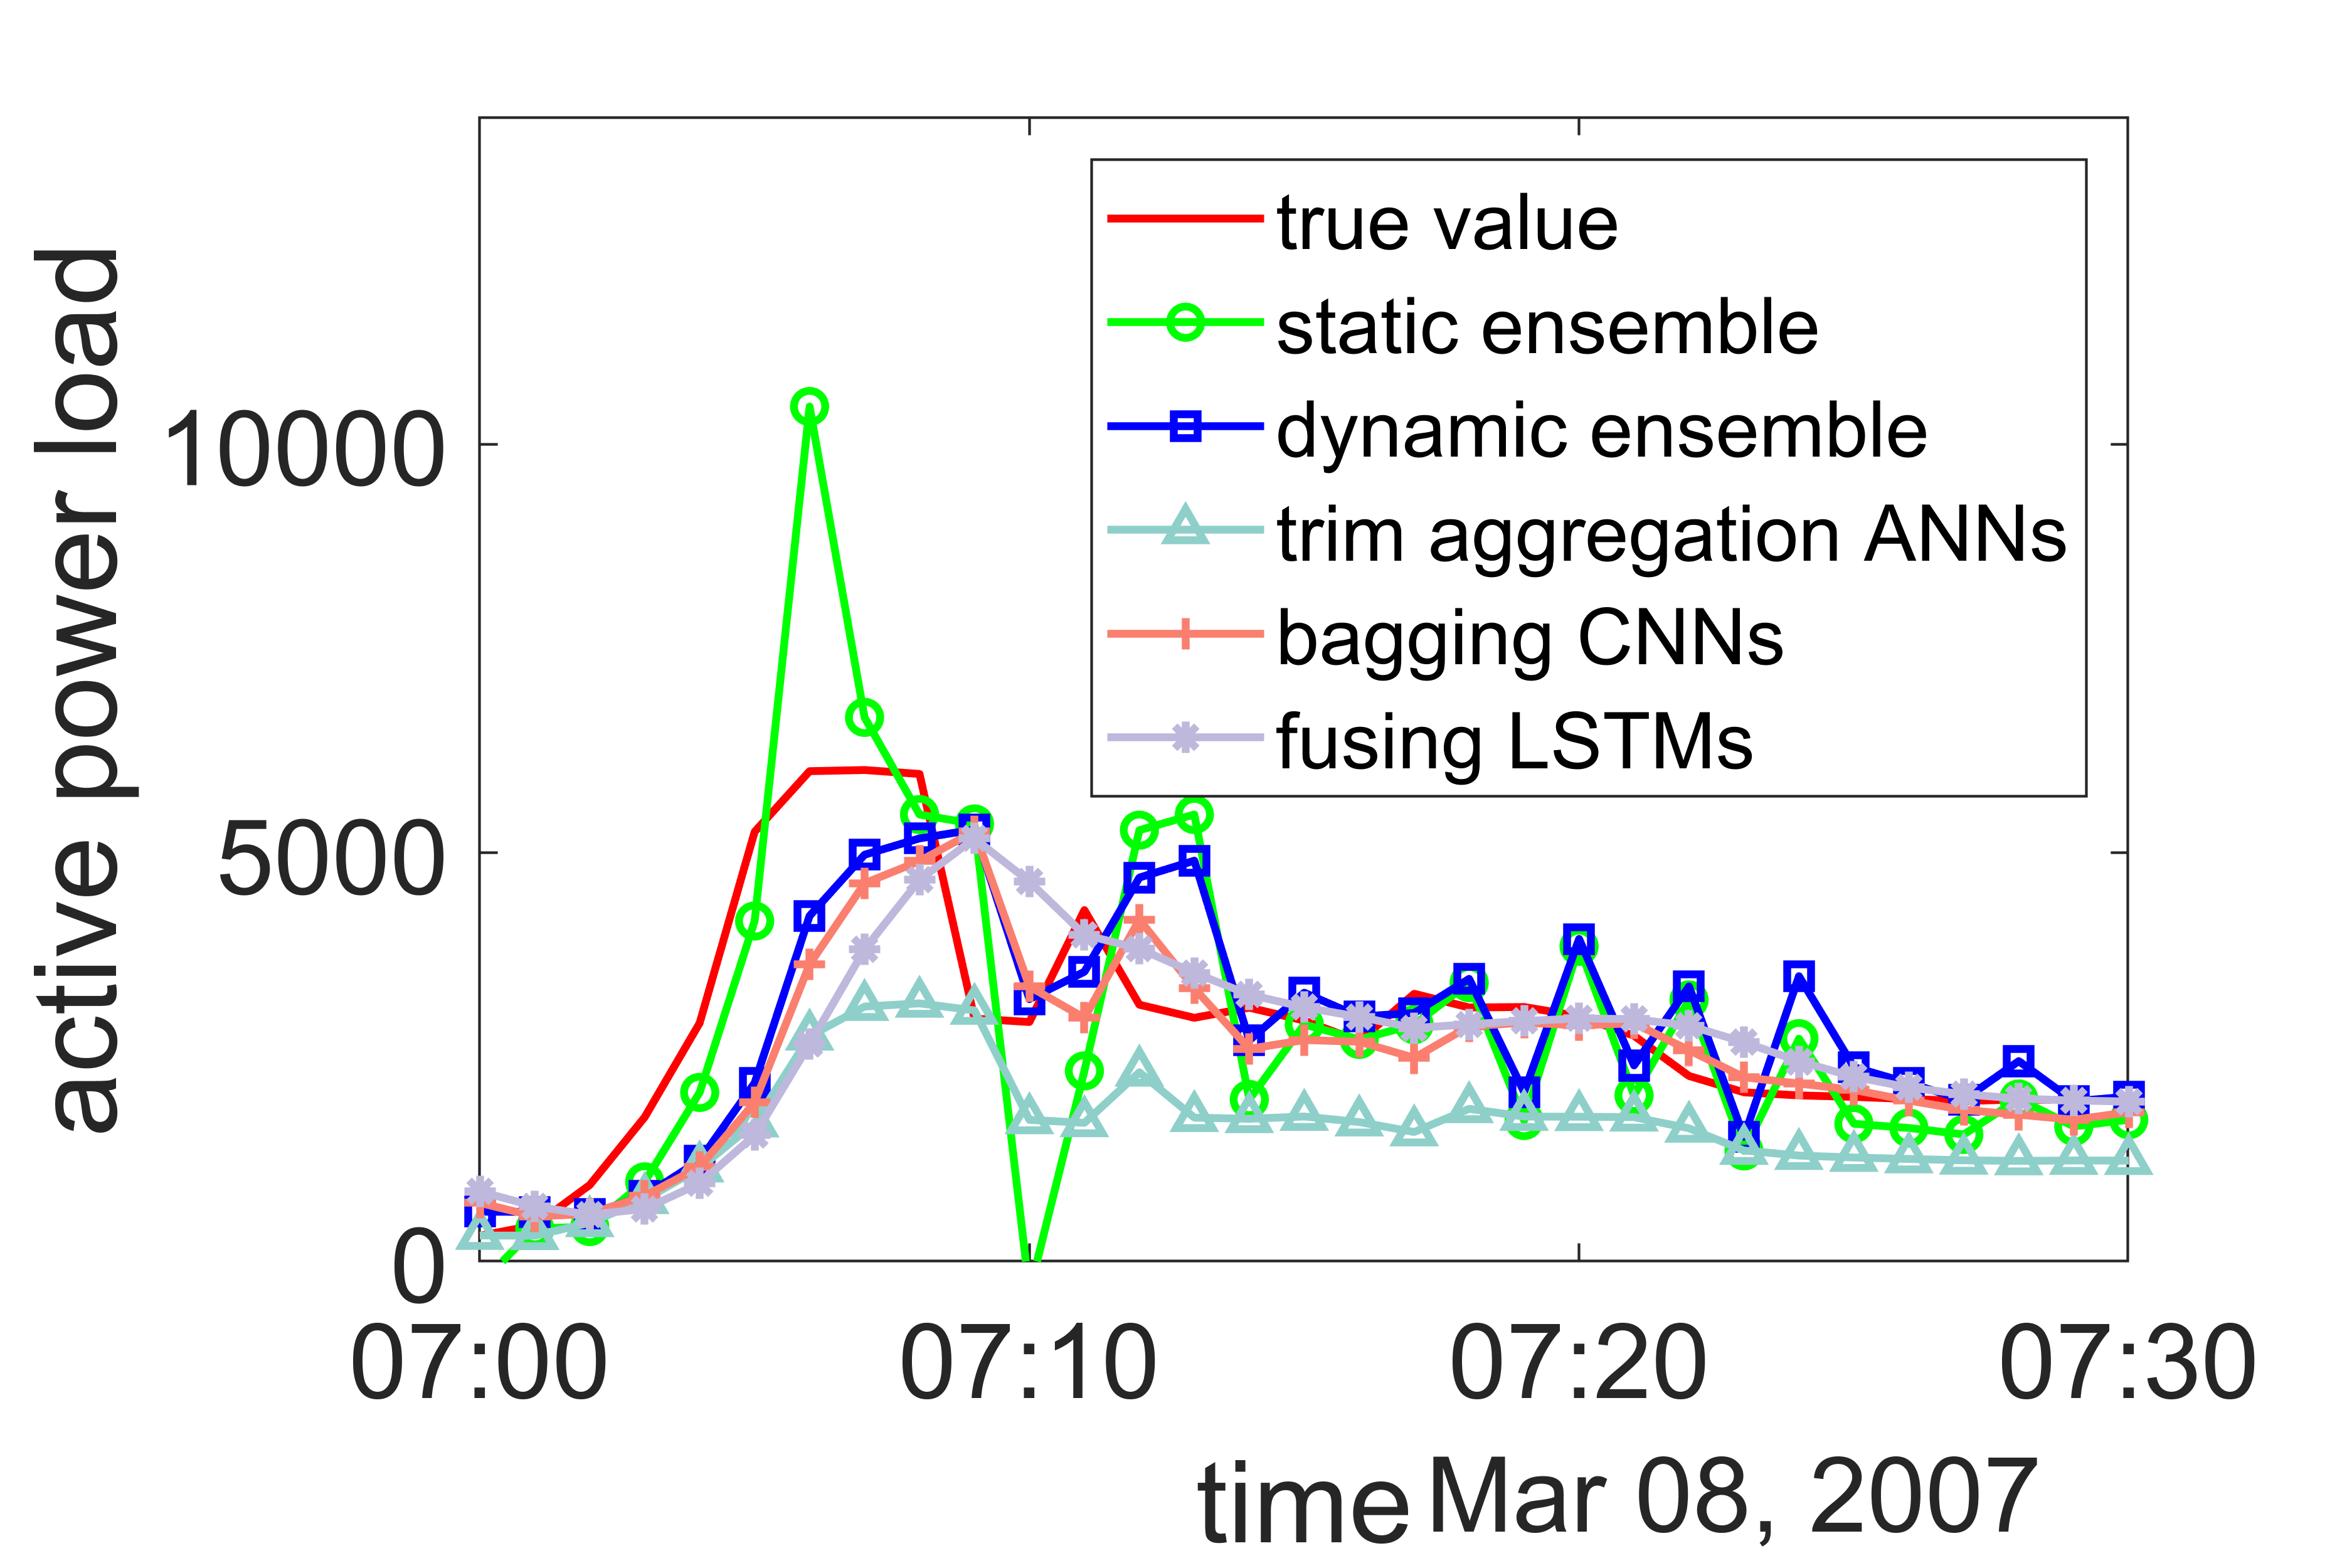 active power load
10000
5000
0
true value
static ensemble
dynamic ensemble
trim aggregation ANNs
bagging CNNs
fusing LSTMs
07:00 07:10 07:20 07:30
time Mar 08, 2007